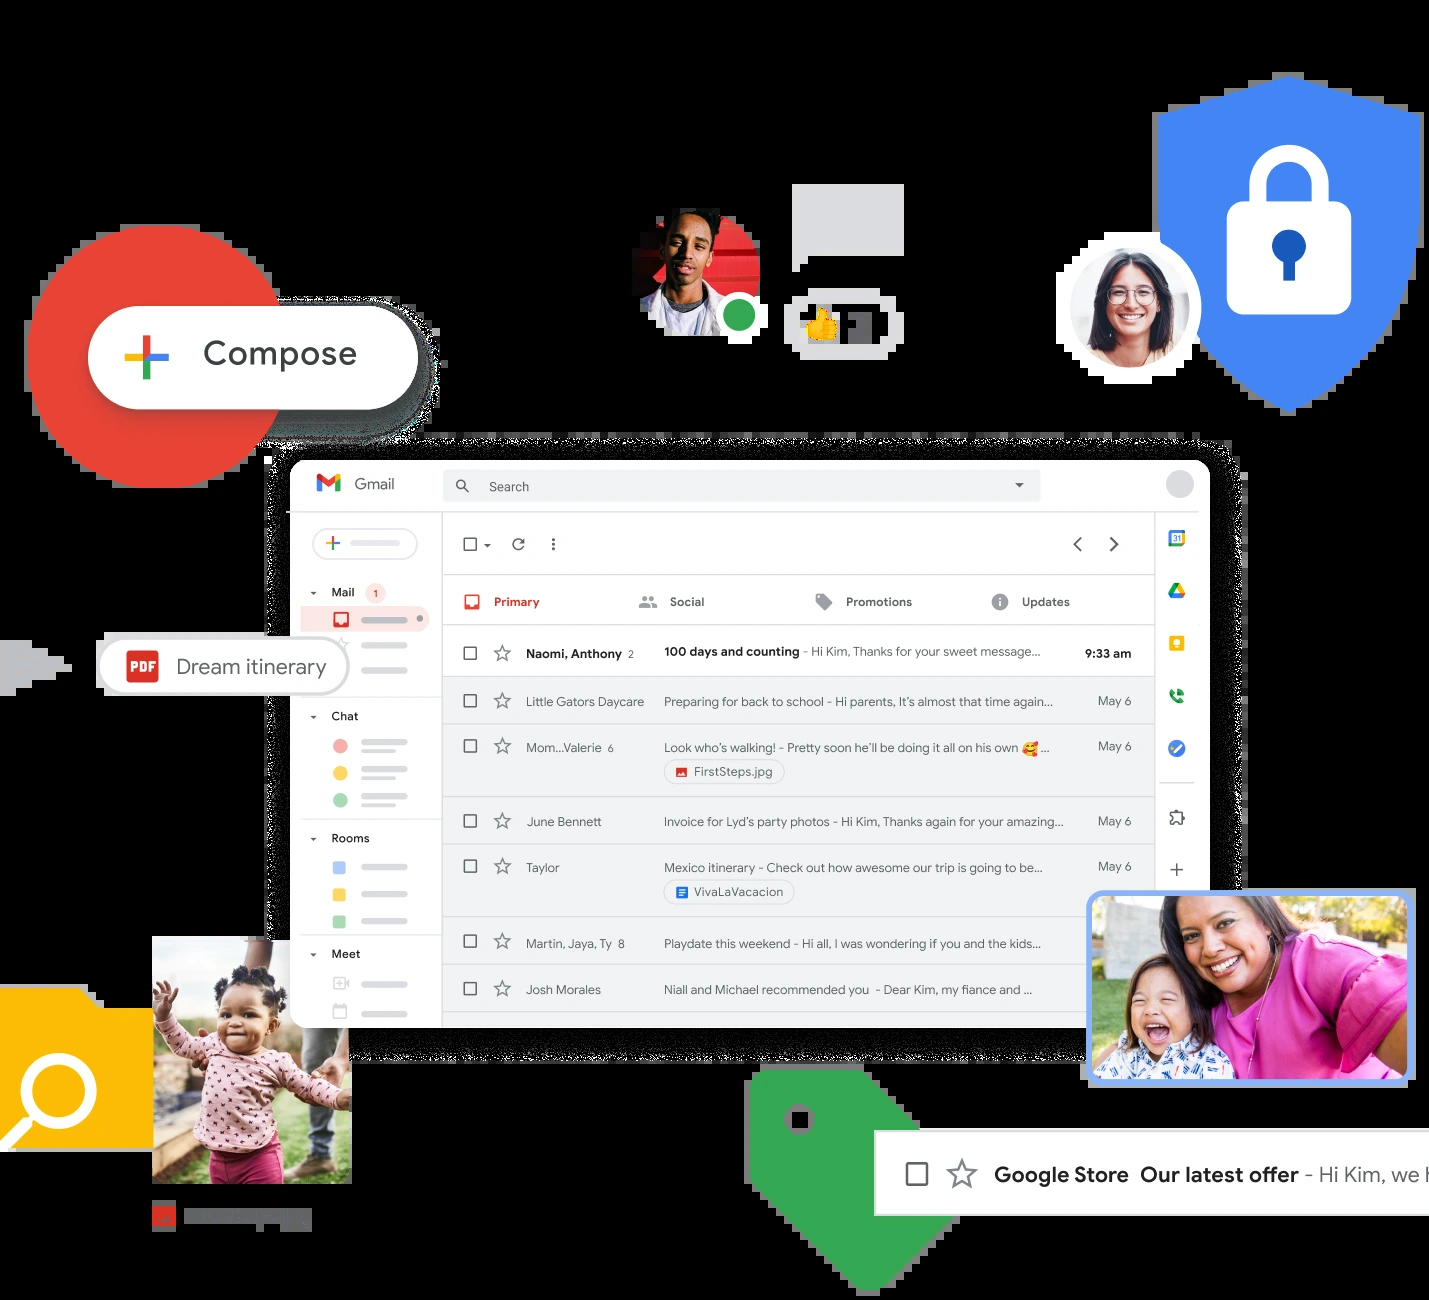 Compose
Gmail
Search
31
Mail 1
Primary
Social
Promotions
Updates
Naomi, Anthony 2
100 days and counting - Hi Kim, Thanks for your sweet message...
9:33 am
PDF Dream itinerary
Little Gators Daycare
Preparing for back to school - Hi parents, It's almost that time again...
May 6
Chat
Mom...Valerie 6
Look who's walking! - Pretty soon he'll be doing it all on his own 🥰 ...
May 6
FirstSteps.jpg
June Bennett
Invoice for Lyd's party photos - Hi Kim, Thanks again for your amazing...
May 6
Rooms
Taylor
Mexico itinerary - Check out how awesome our trip is going to be...
May 6
VivaLaVacacion
Martin, Jaya, Ty 8
Playdate this weekend - Hi all, I was wondering if you and the kids...
Meet
Josh Morales
Niall and Michael recommended you - Dear Kim, my fiance and ...
Google Store Our latest offer - Hi Kim, we